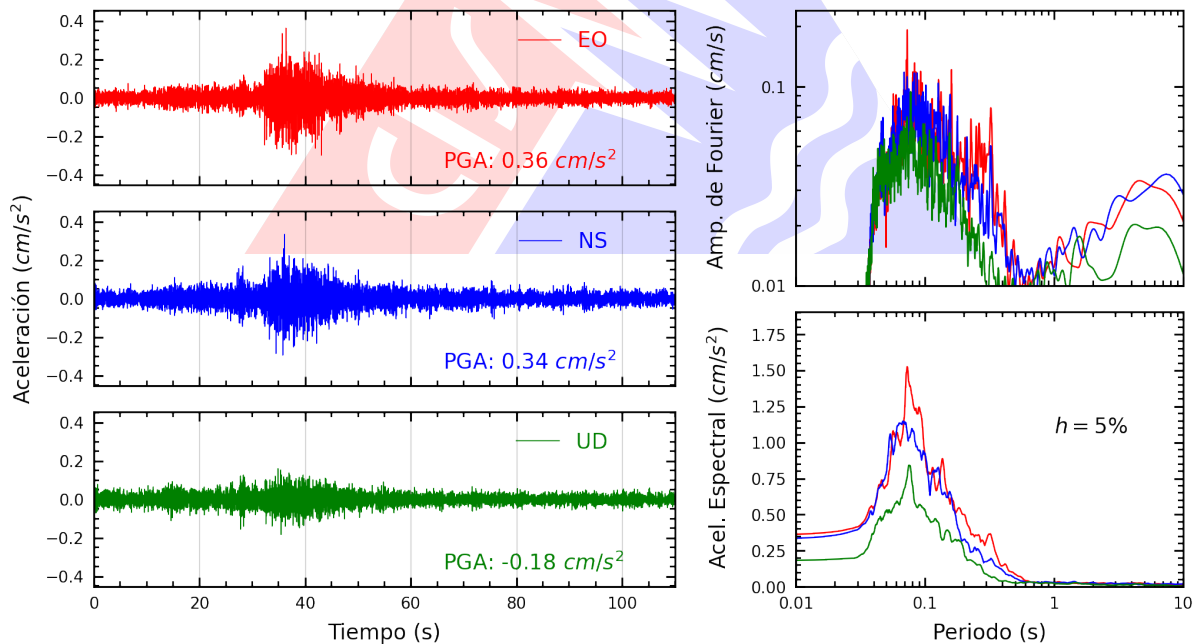 Aceleración (cm/s²)
0.4
0.2
0.0
−0.2
−0.4
EO
PGA: 0.36 cm/s²
0.4
0.2
0.0
−0.2
−0.4
NS
PGA: 0.34 cm/s²
0.4
0.2
0.0
−0.2
−0.4
UD
PGA: -0.18 cm/s²
0 20 40 60 80 100
Tiempo (s)
Amp. de Fourier (cm/s)
0.1
0.01
Acel. Espectral (cm/s²)
1.75
1.50
1.25
1.00
0.75
0.50
0.25
0.00
h = 5%
0.01 0.1 1 10
Periodo (s)